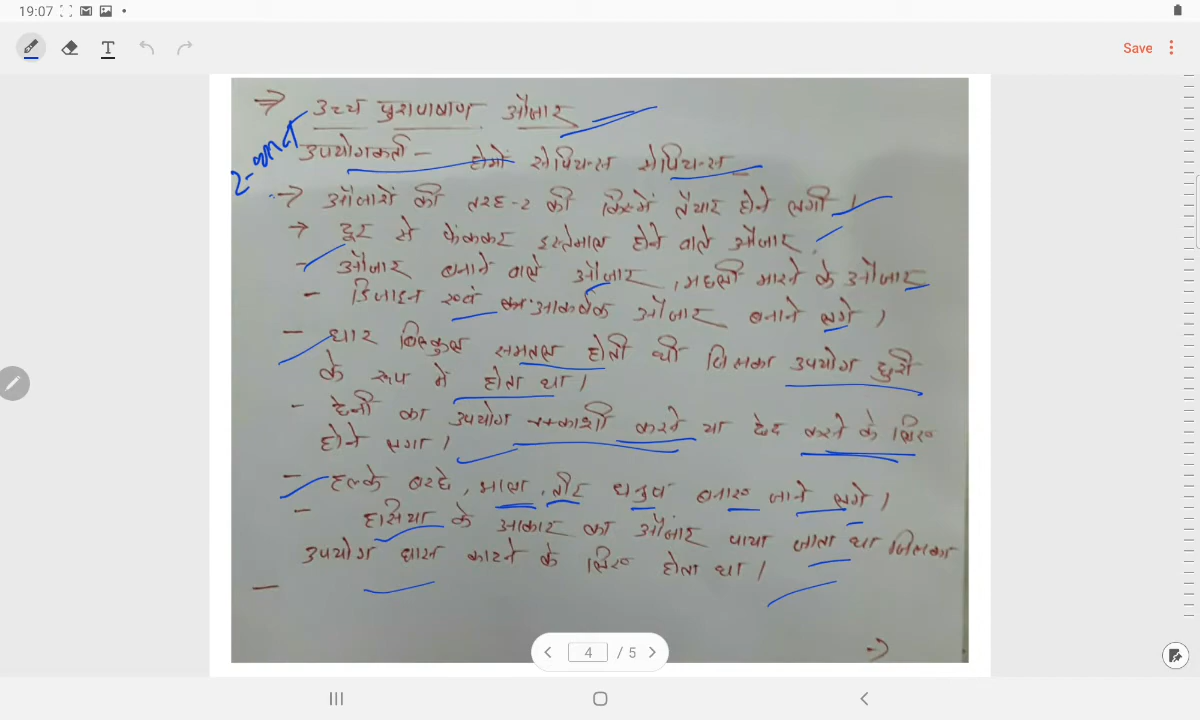 19:07
T
Save
⇒ उच्च पुरापाषाण औजार
उपयोगकर्ता - होमो सेपियन्स सेपियन्स
→ औजारों की तरह-२ की किस्में तैयार होने लगी।
→ दूर से फेंककर इस्तेमाल होने वाले औजार।
- औजार बनाने वाले औजार, मछली मारने के औजार
- डिजाइन एवं आकर्षक औजार बनाने लगे।
- धार बिल्कुल समतल होती थी जिसका उपयोग छुरी
के रूप में होता था।
- छेनी का उपयोग नक्काशी करने या छेद करने के लिए
होने लगा।
- हल्के बरछे, भाला, तीर धनुष बनाए जाने लगे।
- हसिया के आकार का औजार पाया जाता था जिसका
उपयोग घास काटने के लिए होता था।
-
→
4 / 5